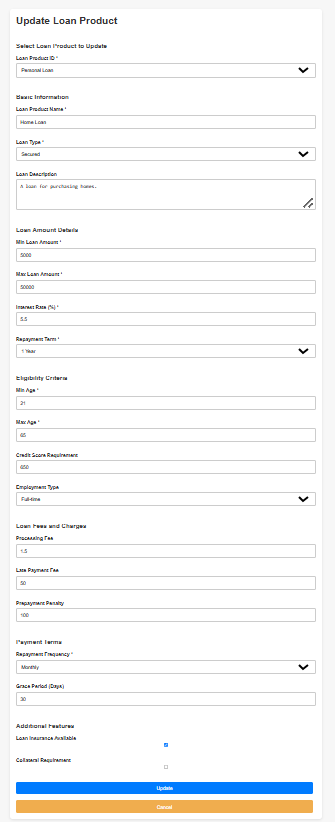 Update Loan Product
Select Loan Product to Update
Loan Product ID *
Personal Loan
Basic Information
Loan Product Name *
Home Loan
Loan Type *
Secured
Loan Description
A loan for purchasing homes.
Loan Amount Details
Min Loan Amount *
5000
Max Loan Amount *
50000
Interest Rate (%) *
5.5
Repayment Term *
1 Year
Eligibility Criteria
Min Age *
21
Max Age *
65
Credit Score Requirement
650
Employment Type
Full-time
Loan Fees and Charges
Processing Fee
1.5
Late Payment Fee
50
Prepayment Penalty
100
Payment Terms
Repayment Frequency *
Monthly
Grace Period (Days)
30
Additional Features
Loan Insurance Available
Collateral Requirement
Update
Cancel